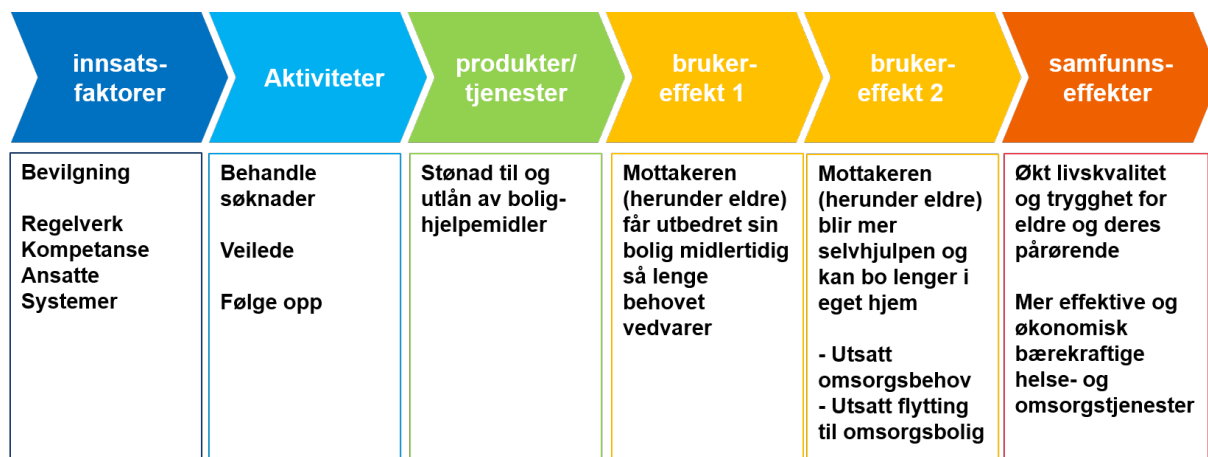 innsats-
faktorer
Aktiviteter
produkter/
tjenester
bruker-
effekt 1
bruker-
effekt 2
samfunns-
effekter
Bevilgning
Regelverk
Kompetanse
Ansatte
Systemer
Behandle
søknader
Veilede
Følge opp
Stønad til og
utlån av bolig-
hjelpemidler
Mottakeren
(herunder eldre)
får utbedret sin
bolig midlertidig
så lenge
behovet
vedvarer
Mottakeren
(herunder eldre)
blir mer
selvhjulpen og
kan bo lenger i
eget hjem
- Utsatt
omsorgsbehov
- Utsatt flytting
til omsorgsbolig
Økt livskvalitet
og trygghet for
eldre og deres
pårørende
Mer effektive og
økonomisk
bærekraftige
helse- og
omsorgstjenester